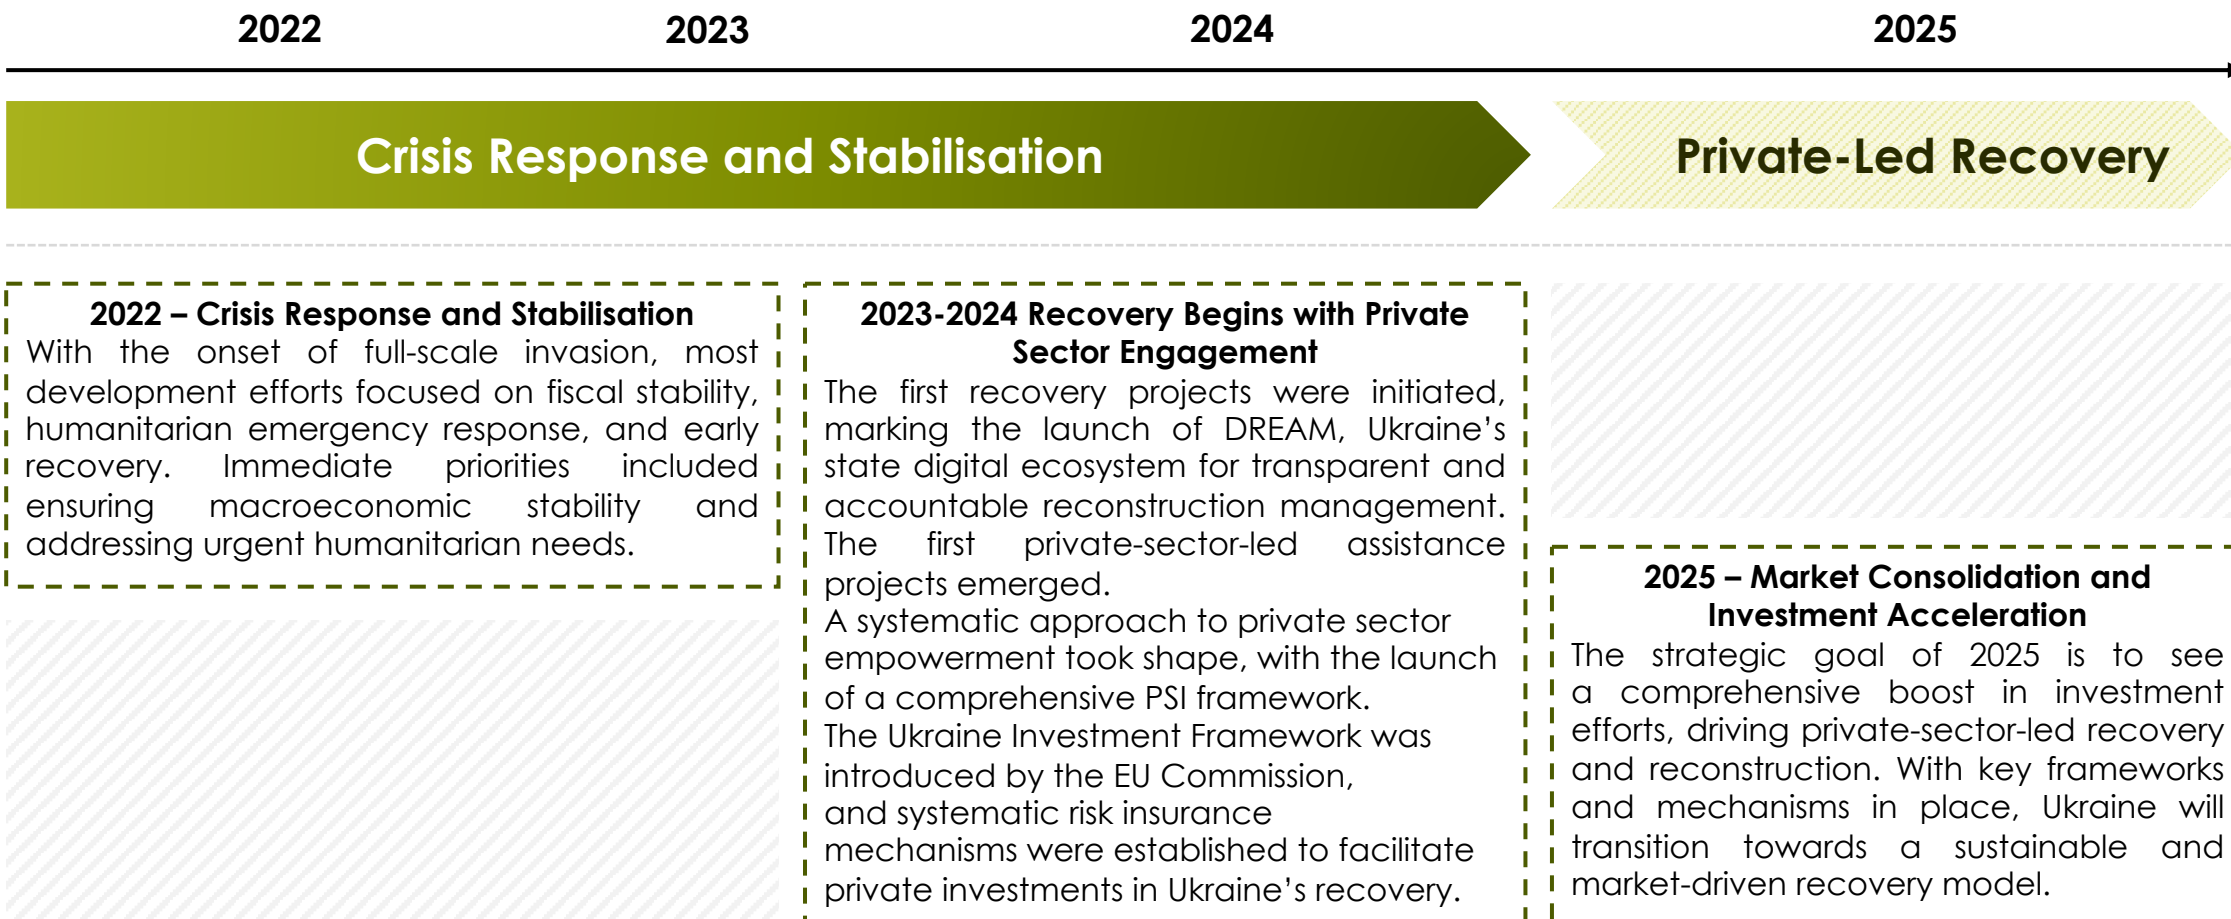 2022
2023
2024
2025
Crisis Response and Stabilisation
Private-Led Recovery
2022 – Crisis Response and Stabilisation
With the onset of full-scale invasion, most
development efforts focused on fiscal stability,
humanitarian emergency response, and early
recovery. Immediate priorities included
ensuring macroeconomic stability and
addressing urgent humanitarian needs.
2023-2024 Recovery Begins with Private
Sector Engagement
The first recovery projects were initiated,
marking the launch of DREAM, Ukraine’s
state digital ecosystem for transparent and
accountable reconstruction management.
The first private-sector-led assistance
projects emerged.
A systematic approach to private sector
empowerment took shape, with the launch
of a comprehensive PSI framework.
The Ukraine Investment Framework was
introduced by the EU Commission,
and systematic risk insurance
mechanisms were established to facilitate
private investments in Ukraine’s recovery.
2025 – Market Consolidation and
Investment Acceleration
The strategic goal of 2025 is to see
a comprehensive boost in investment
efforts, driving private-sector-led recovery
and reconstruction. With key frameworks
and mechanisms in place, Ukraine will
transition towards a sustainable and
market-driven recovery model.